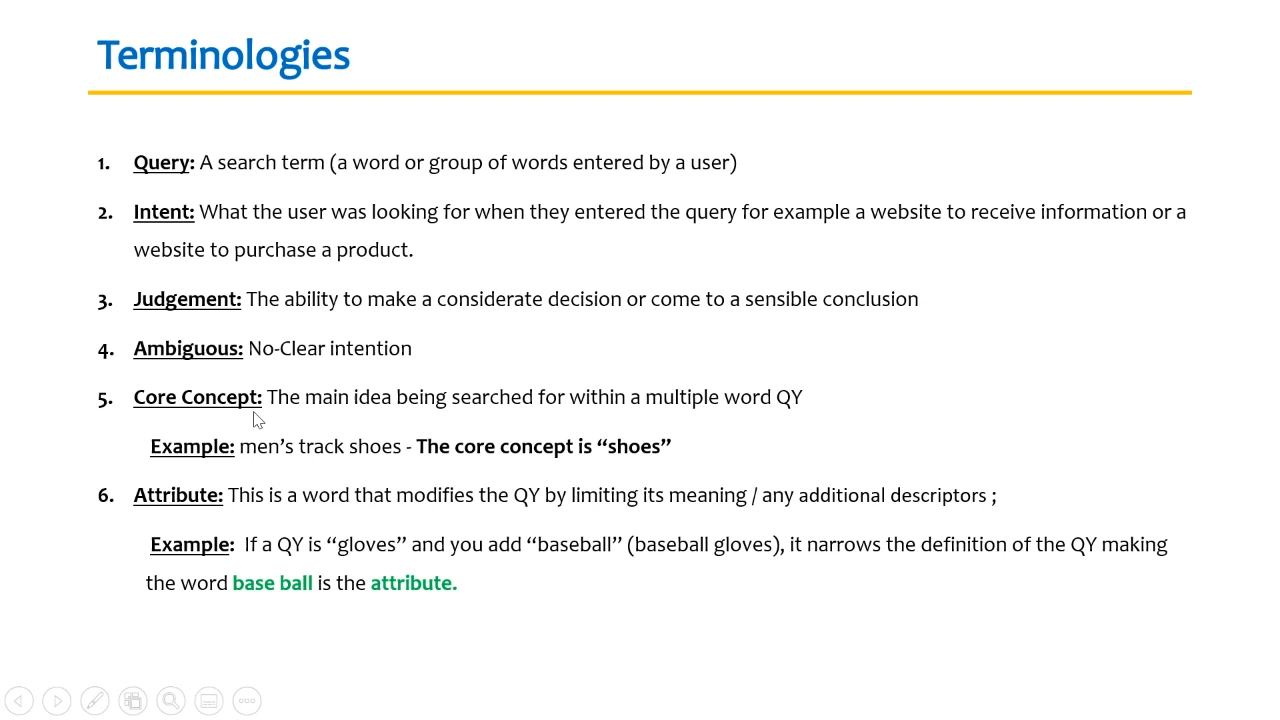 Terminologies
1. Query: A search term (a word or group of words entered by a user)
2. Intent: What the user was looking for when they entered the query for example a website to receive information or a
website to purchase a product.
3. Judgement: The ability to make a considerate decision or come to a sensible conclusion
4. Ambiguous: No-Clear intention
5. Core Concept: The main idea being searched for within a multiple word QY
Example: men’s track shoes - The core concept is “shoes”
6. Attribute: This is a word that modifies the QY by limiting its meaning / any additional descriptors ;
Example: If a QY is “gloves” and you add “baseball” (baseball gloves), it narrows the definition of the QY making
the word base ball is the attribute.